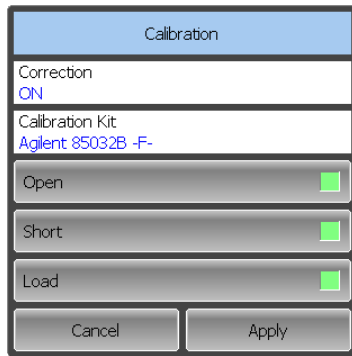 Calibration
Correction
ON
Calibration Kit
Agilent 85032B -F-
Open
Short
Load
Cancel
Apply